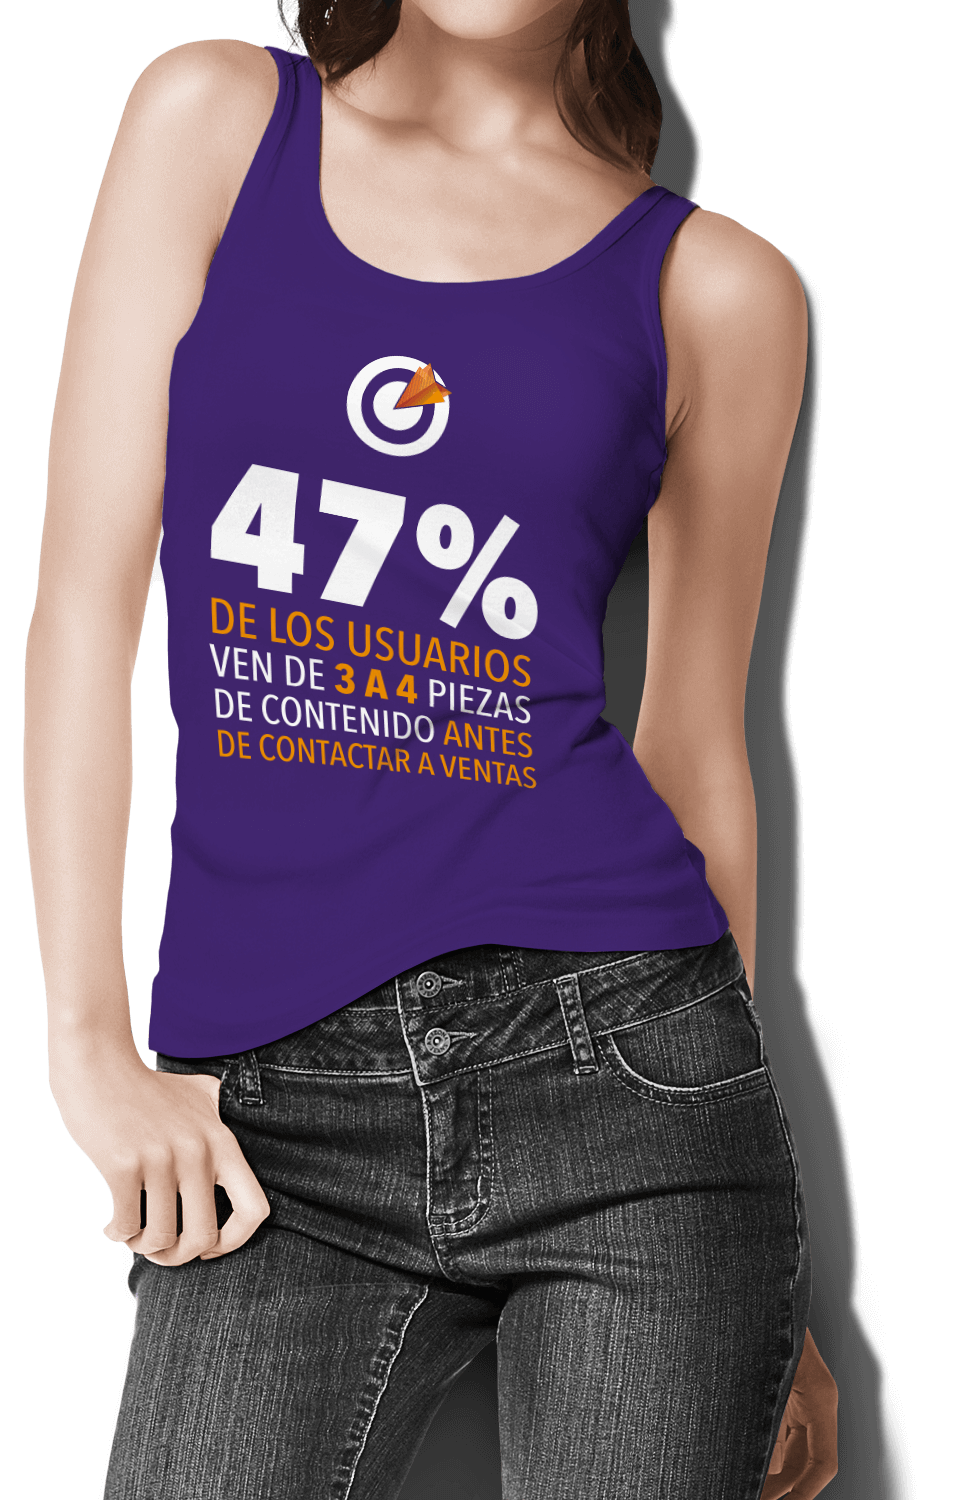 47%
DE LOS USUARIOS
VEN DE 3 A 4 PIEZAS
DE CONTENIDO ANTES
DE CONTACTAR A VENTAS